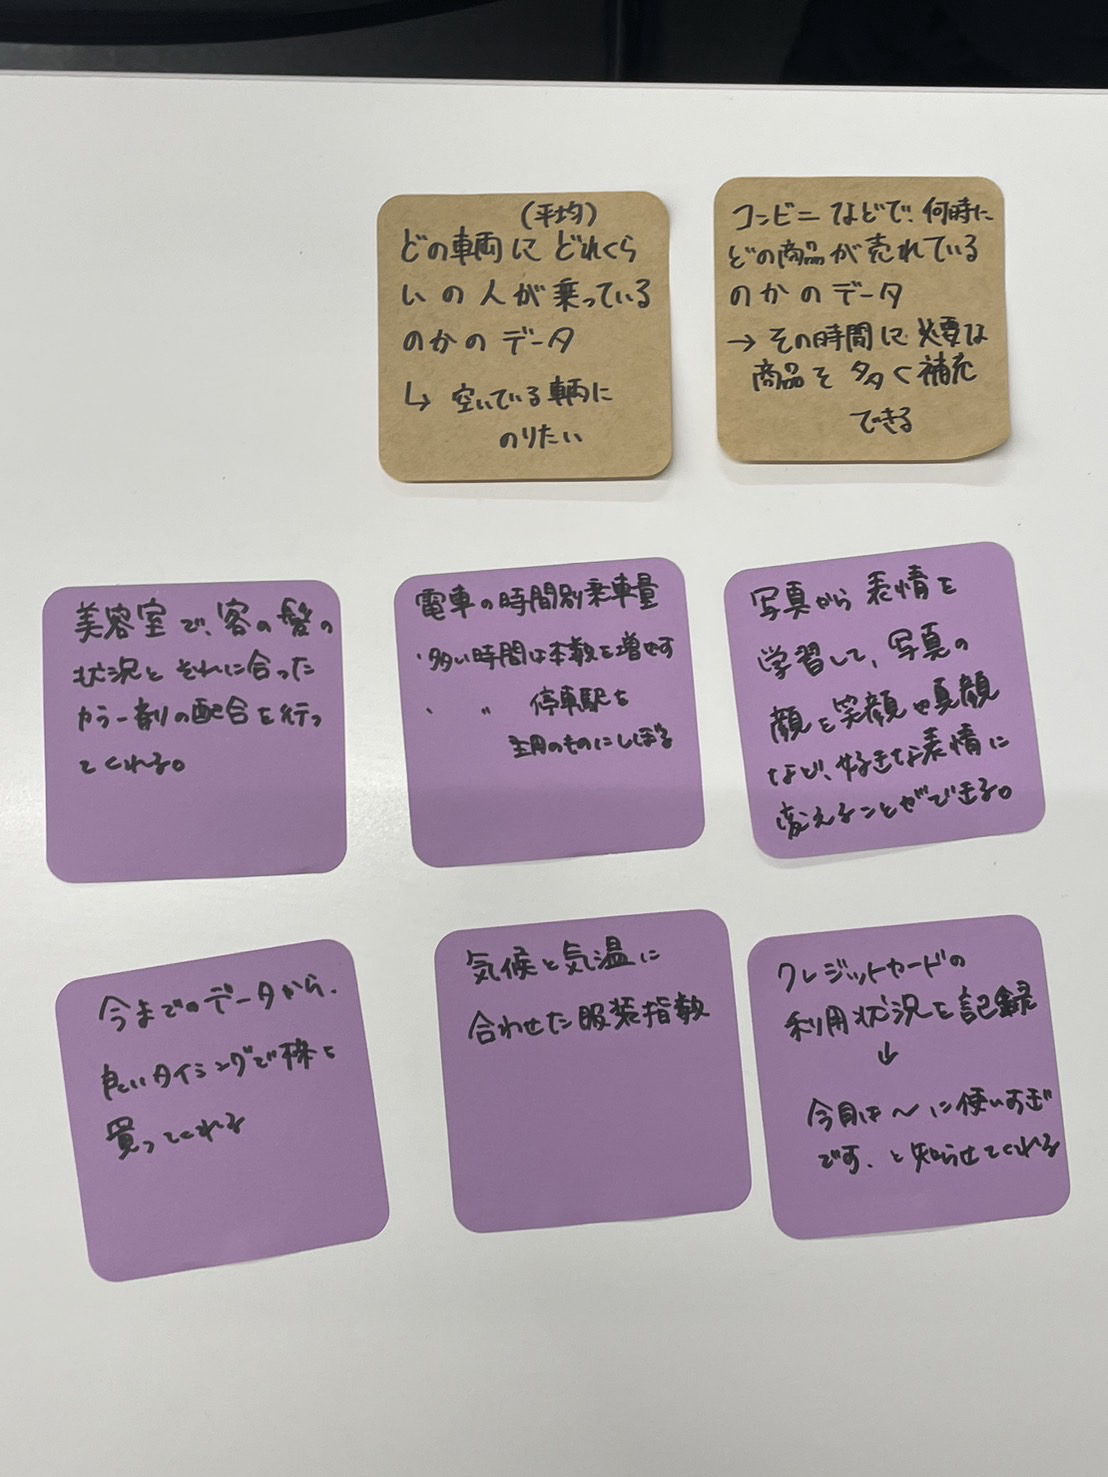 (平均)
どの車両にどれくら
いの人が乗っている
のかのデータ
↳ 空いている車両に
のりたい
コンビニなどで、何時に
どの商品が売れている
のかのデータ
→ その時間に必要な
商品を多く補充
できる
美容室で、客の髪の
状況とそれに合った
カラー剤の配合を行っ
てくれる。
電車の時間別乗車量
・多い時間は本数を増やす
・ 〃 停車駅を
主用のものにしぼる
写真から表情を
学習して、写真の
顔を笑顔や真顔
など、好きな表情に
変えることができる。
今までのデータから、
良いタイミングで株を
買ってくれる
気候と気温に
合わせた服装指数
クレジットカードの
利用状況を記録
↓
今月は〜に使いすぎ
です、と知らせてくれる